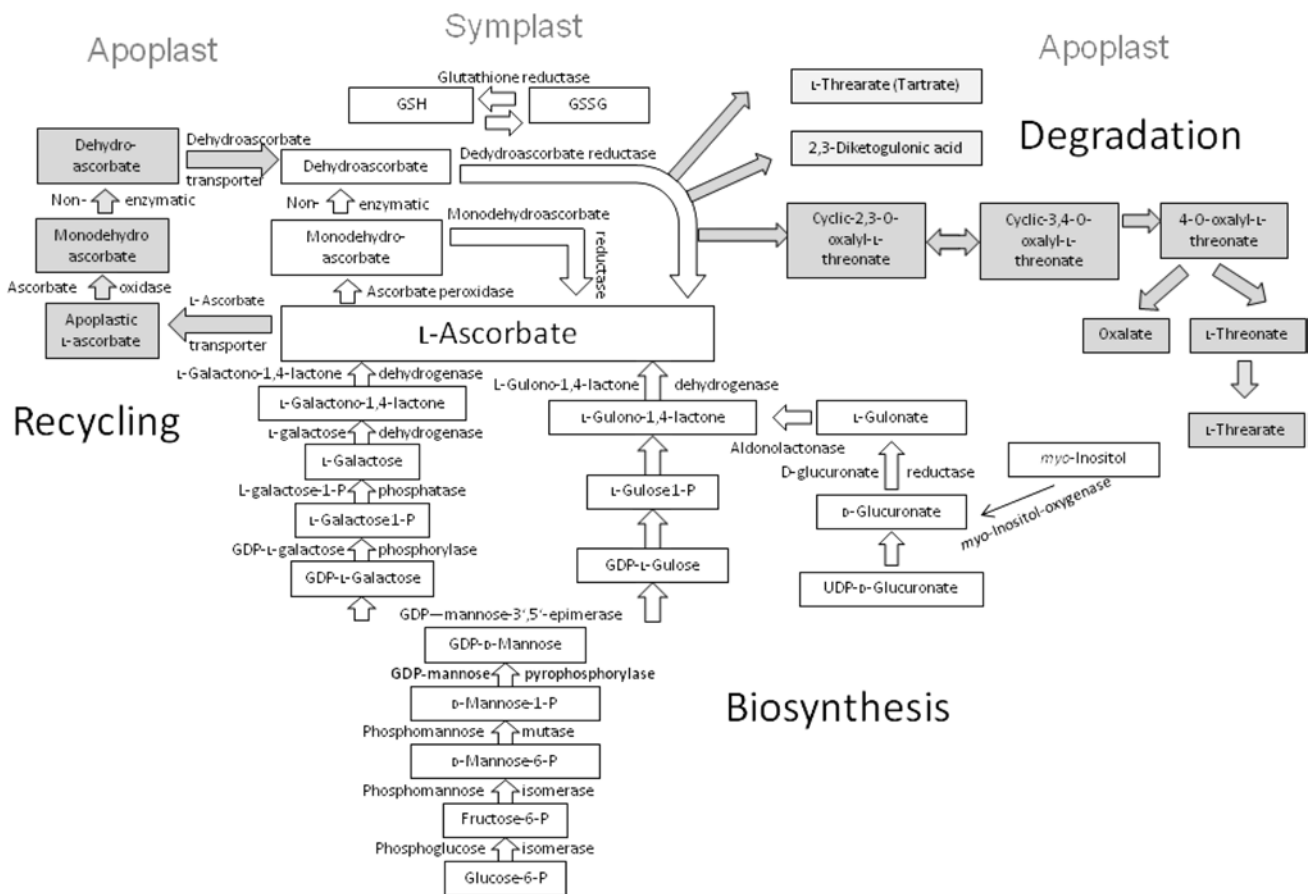 Apoplast
Symplast
Apoplast
Glutathione reductase
GSH
GSSG
ʟ-Threarate (Tartrate)
2,3-Diketogulonic acid
Degradation
Dehydro-
ascorbate
Dehydroascorbate
transporter
Dehydroascorbate
Dedydroascorbate reductase
Non-
enzymatic
Non-
enzymatic
Monodehydroascorbate
reductase
Monodehydro
ascorbate
Monodehydro-
ascorbate
Cyclic-2,3-O-
oxalyl-ʟ-
threonate
Cyclic-3,4-O-
oxalyl-ʟ-
threonate
4-O-oxalyl-ʟ-
threonate
Ascorbate
oxidase
ʟ-Ascorbate
transporter
Ascorbate peroxidase
Apoplastic
ʟ-ascorbate
ʟ-Ascorbate
Oxalate
ʟ-Threonate
ʟ-Threarate
Recycling
ʟ-Galactono-1,4-lactone
dehydrogenase
L-Gulono-1,4-lactone
dehydrogenase
ʟ-Galactono-1,4-lactone
ʟ-Gulono-1,4-lactone
ʟ-Gulonate
Aldonolactonase
ʟ-galactose
dehydrogenase
ʟ-Galactose
D-glucuronate
reductase
myo-Inositol
myo-Inositol-oxygenase
L-galactose-1-P
phosphatase
ʟ-Gulose1-P
ʟ-Galactose1-P
ᴅ-Glucuronate
GDP-ʟ-galactose
phosphorylase
GDP-ʟ-Galactose
GDP-ʟ-Gulose
UDP-ᴅ-Glucuronate
GDP—mannose-3',5'-epimerase
GDP-ᴅ-Mannose
GDP-mannose
pyrophosphorylase
ᴅ-Mannose-1-P
Biosynthesis
Phosphomannose
mutase
ᴅ-Mannose-6-P
Phosphomannose
isomerase
Fructose-6-P
Phosphoglucose
isomerase
Glucose-6-P